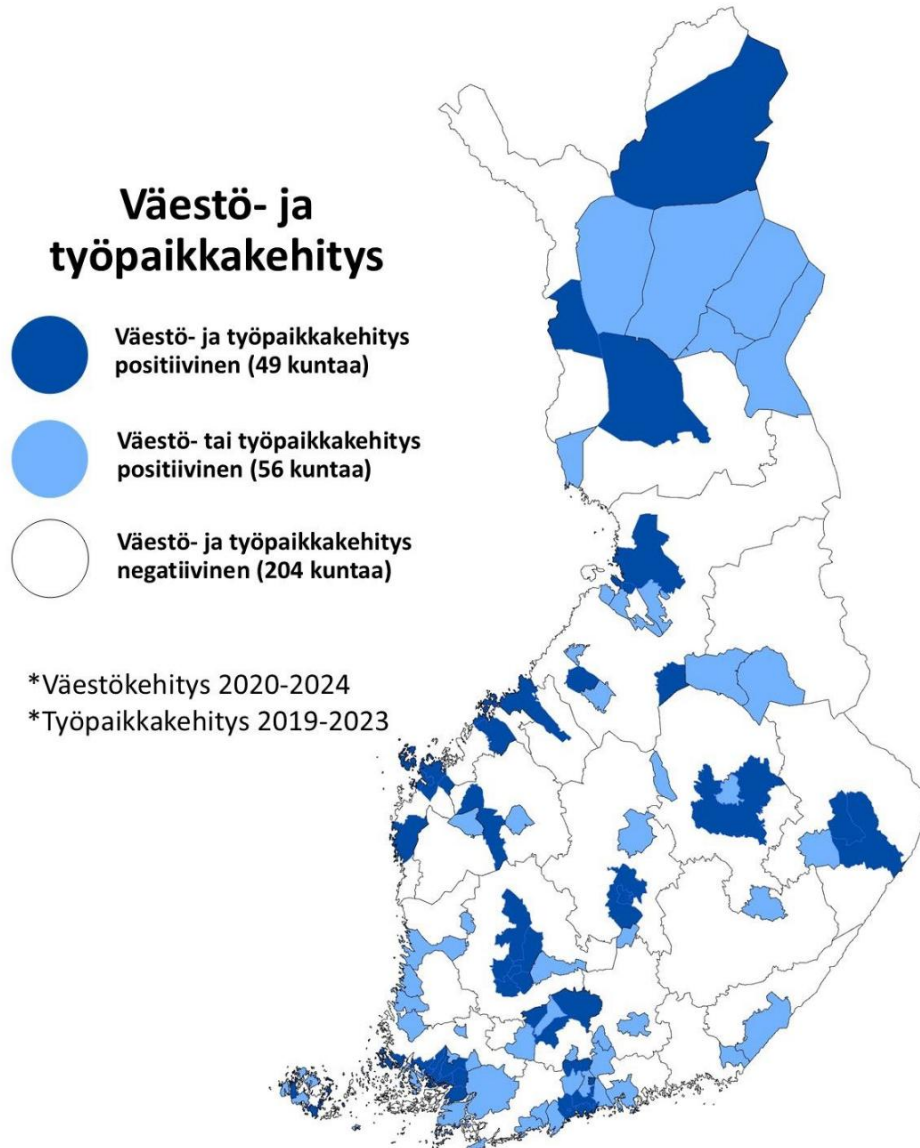 Väestö- ja
työpaikkakehitys
Väestö- ja työpaikkakehitys
positiivinen (49 kuntaa)
Väestö- tai työpaikkakehitys
positiivinen (56 kuntaa)
Väestö- ja työpaikkakehitys
negatiivinen (204 kuntaa)
*Väestökehitys 2020-2024
*Työpaikkakehitys 2019-2023